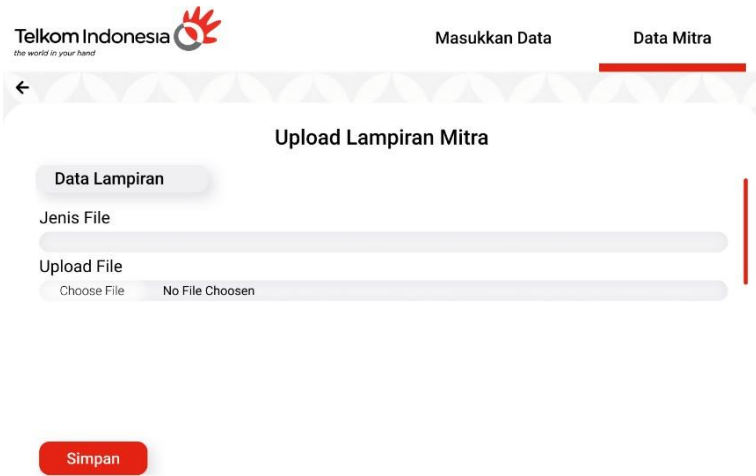 Telkom Indonesia
the world in your hand
Masukkan Data
Data Mitra
Upload Lampiran Mitra
Data Lampiran
Jenis File
Upload File
Choose File No File Choosen
Simpan